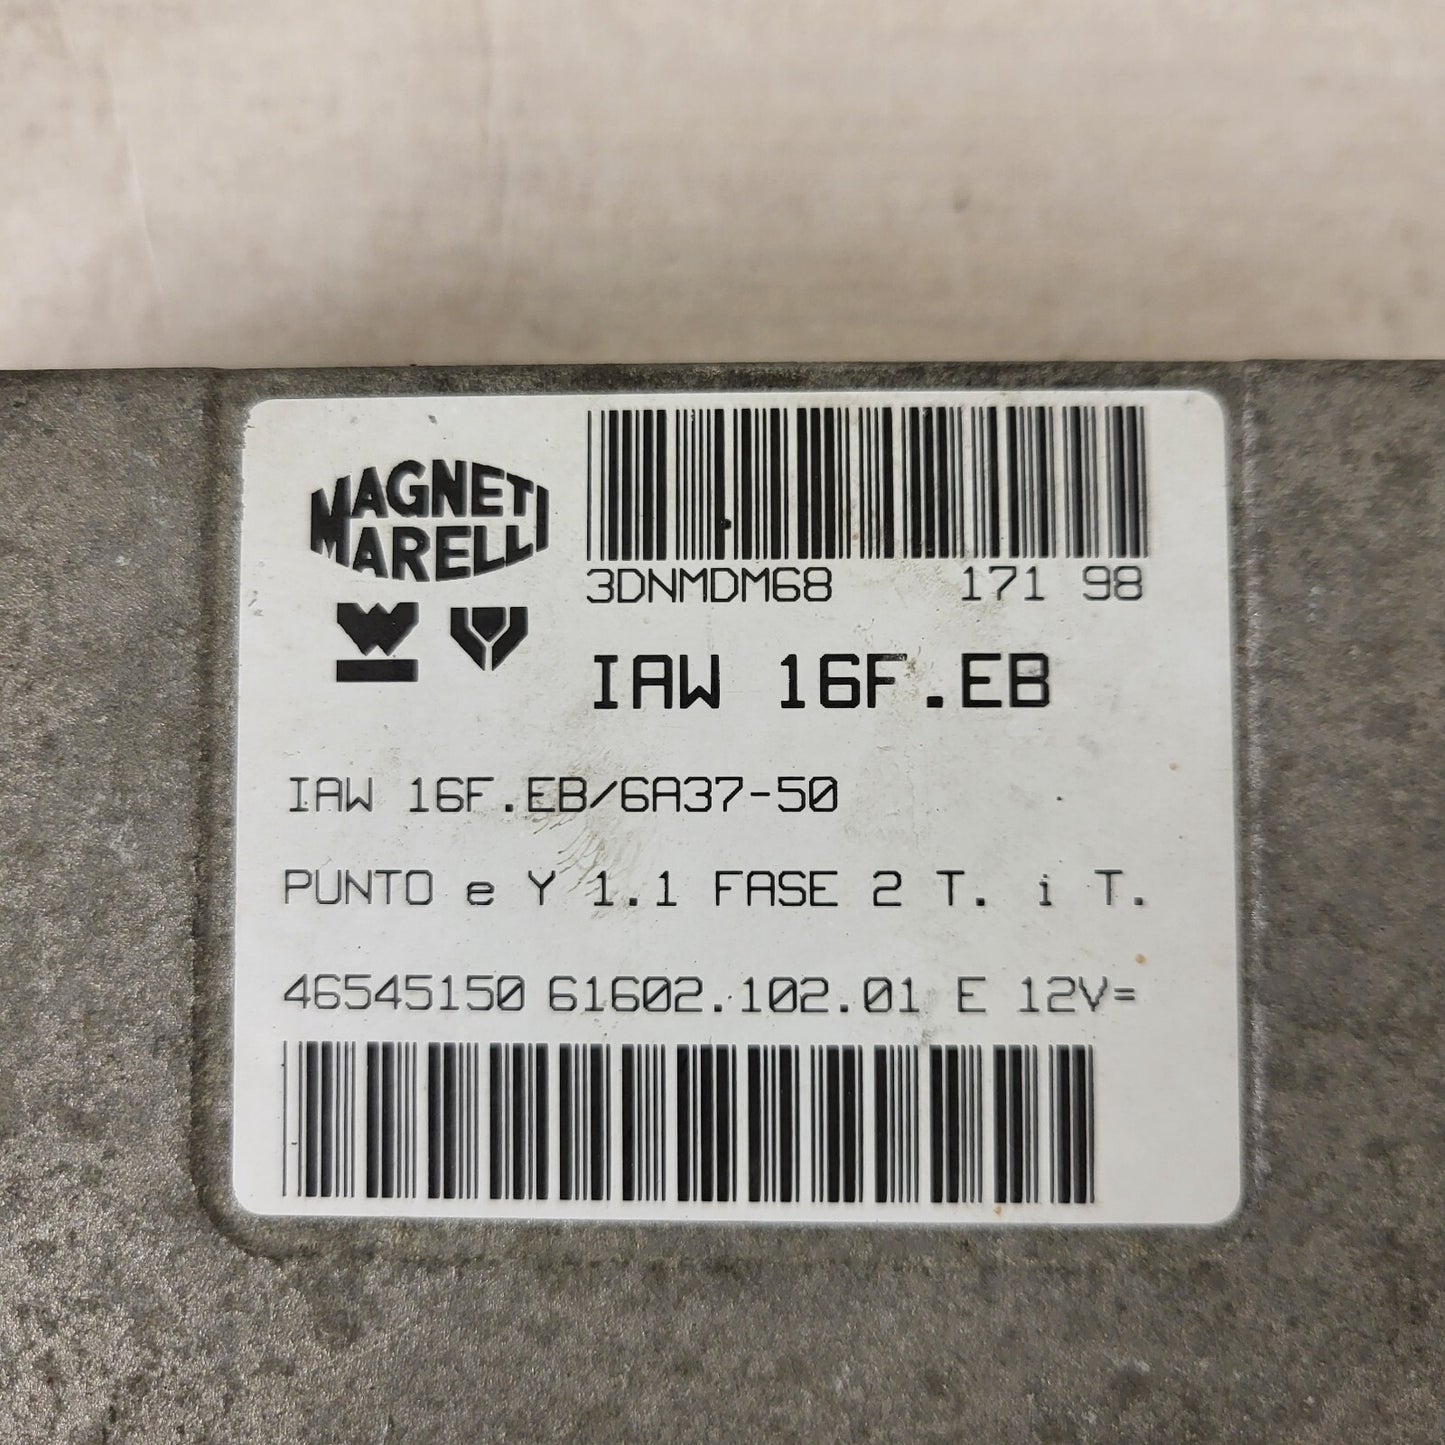 MAGNETI
MARELLI
3DNMDM68 171 98
IAW 16F.EB
IAW 16F.EB/6A37-50
PUNTO e Y 1.1 FASE 2 T. i T.
46545150 61602.102.01 E 12V=